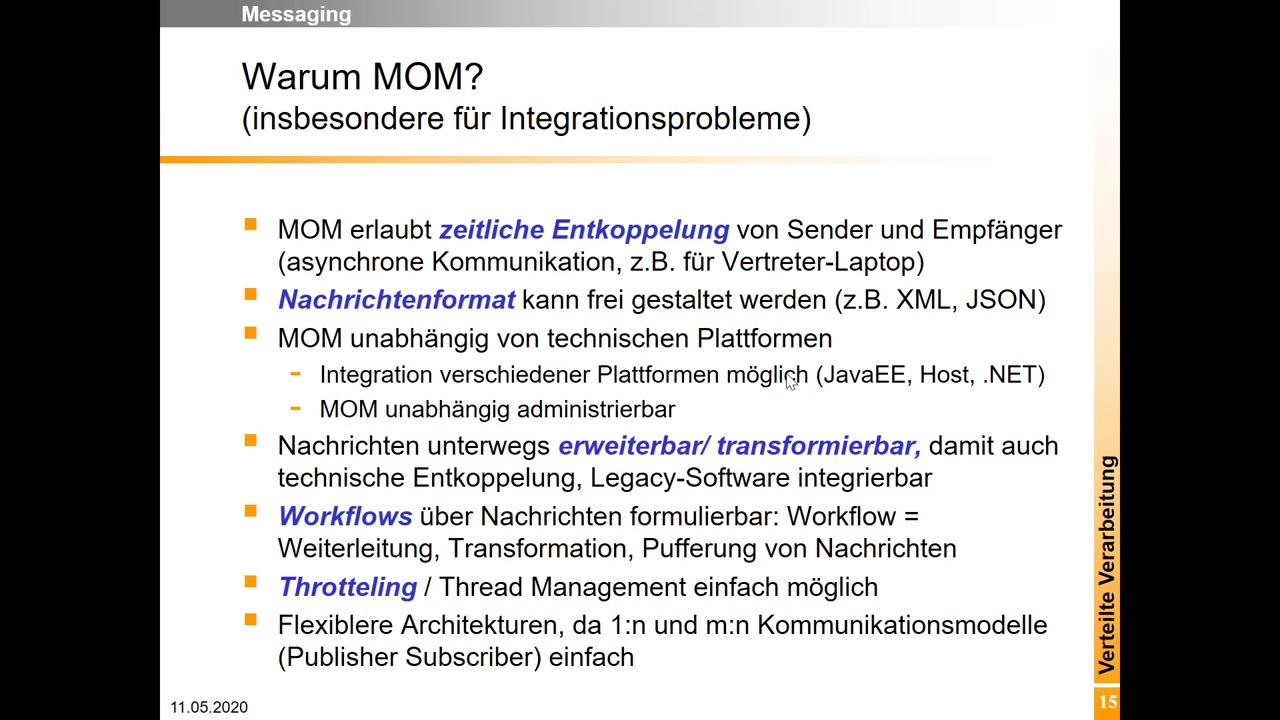 Messaging
Warum MOM?
(insbesondere für Integrationsprobleme)
MOM erlaubt zeitliche Entkoppelung von Sender und Empfänger
(asynchrone Kommunikation, z.B. für Vertreter-Laptop)
Nachrichtenformat kann frei gestaltet werden (z.B. XML, JSON)
MOM unabhängig von technischen Plattformen
- Integration verschiedener Plattformen möglich (JavaEE, Host, .NET)
- MOM unabhängig administrierbar
Nachrichten unterwegs erweiterbar/ transformierbar, damit auch
technische Entkoppelung, Legacy-Software integrierbar
Workflows über Nachrichten formulierbar: Workflow =
Weiterleitung, Transformation, Pufferung von Nachrichten
Throtteling / Thread Management einfach möglich
Flexiblere Architekturen, da 1:n und m:n Kommunikationsmodelle
(Publisher Subscriber) einfach
Verteilte Verarbeitung
11.05.2020
15